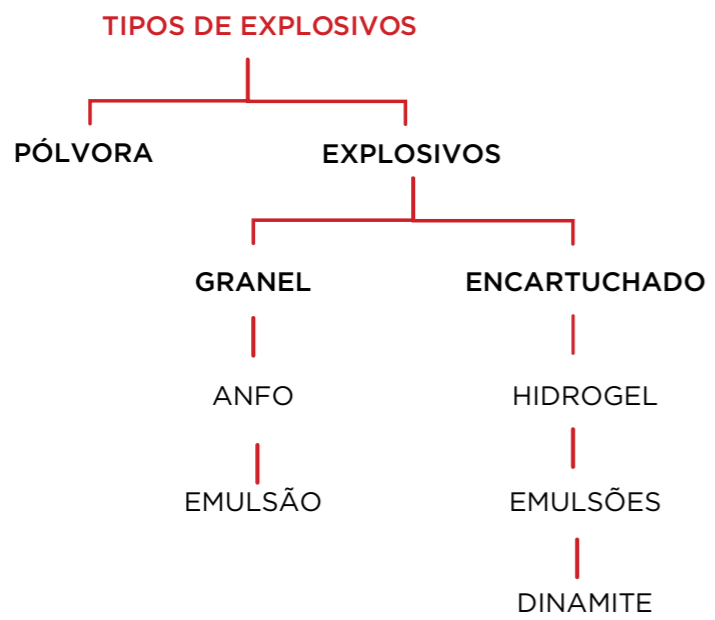 TIPOS DE EXPLOSIVOS
PÓLVORA
EXPLOSIVOS
GRANEL
ENCARTUCHADO
ANFO
HIDROGEL
EMULSÃO
EMULSÕES
DINAMITE